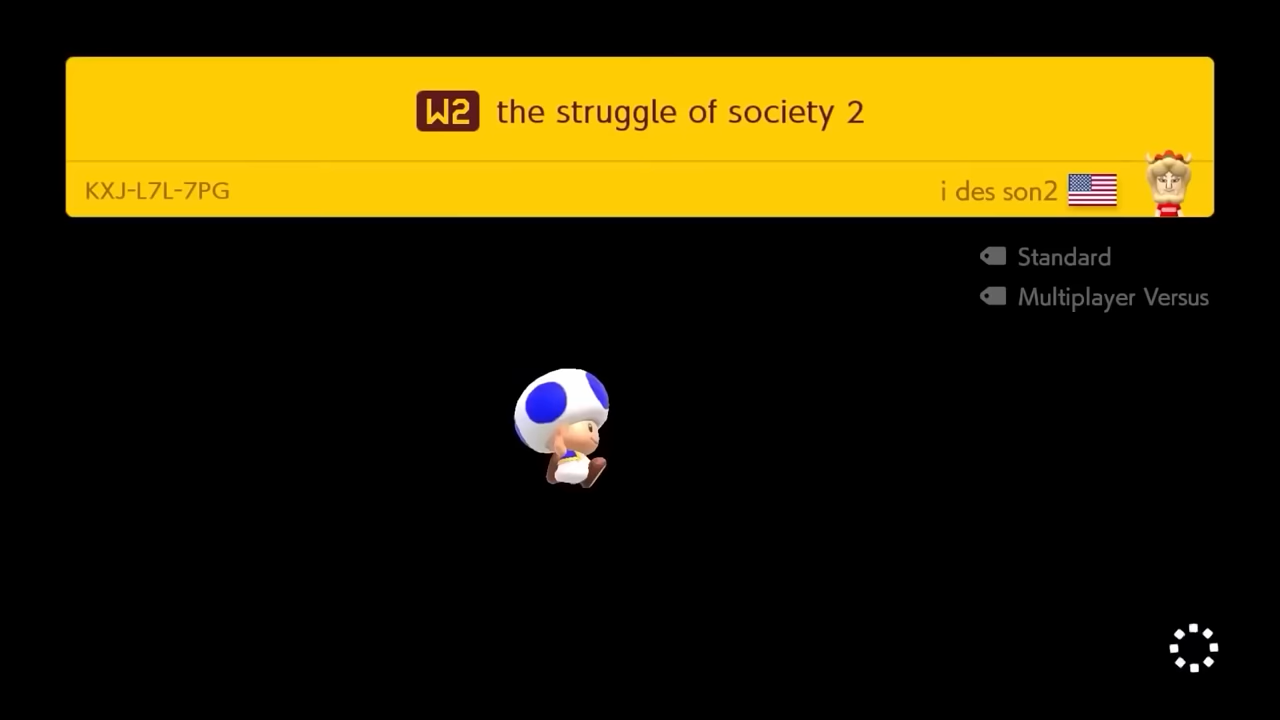 W2 the struggle of society 2
KXJ-L7L-7PG
i des son2
Standard
Multiplayer Versus